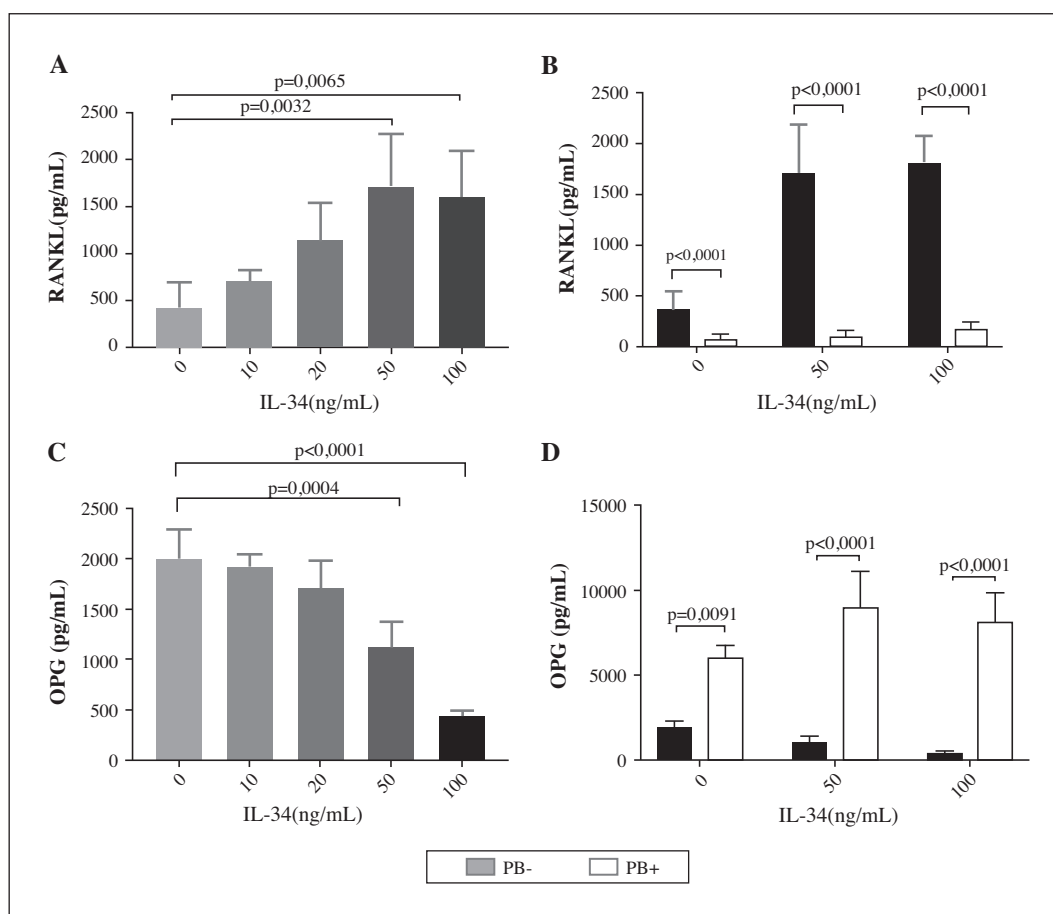 A
p=0,0065
p=0,0032
2500
2000
1500
1000
500
0
RANKL(pg/mL)
0 10 20 50 100
IL-34(ng/mL)
B
p<0,0001 p<0,0001
p<0,0001
2500
2000
1500
1000
500
0
RANKL(pg/mL)
0 50 100
IL-34(ng/mL)
C
p<0,0001
p=0,0004
2500
2000
1500
1000
500
0
OPG (pg/mL)
0 10 20 50 100
IL-34(ng/mL)
D
p<0,0001
p<0,0001
p=0,0091
15000
10000
5000
0
OPG (pg/mL)
0 50 100
IL-34(ng/mL)
PB- PB+